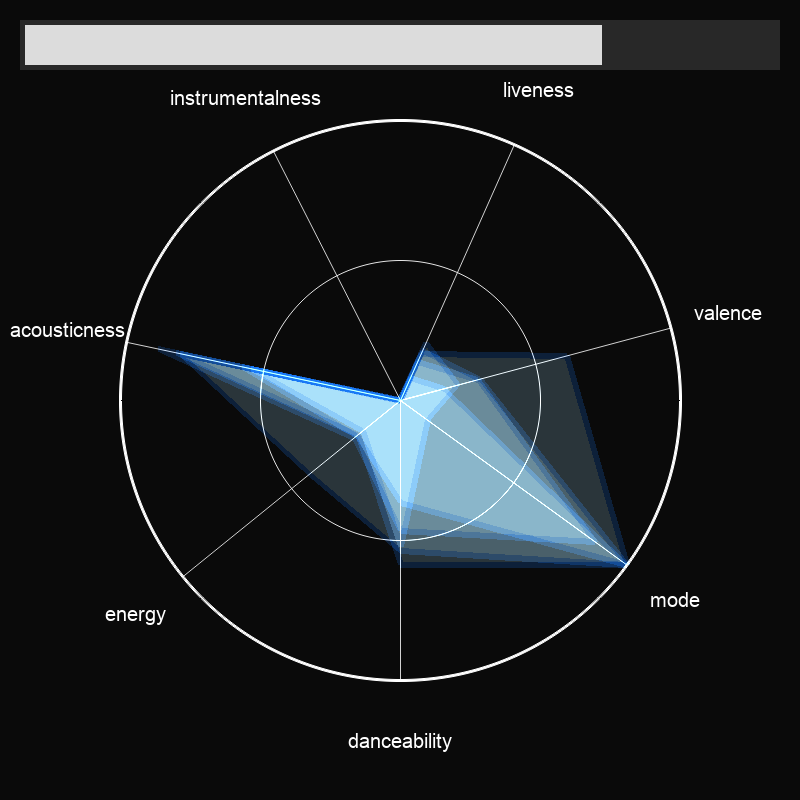 liveness
instrumentalness
valence
acousticness
mode
energy
danceability